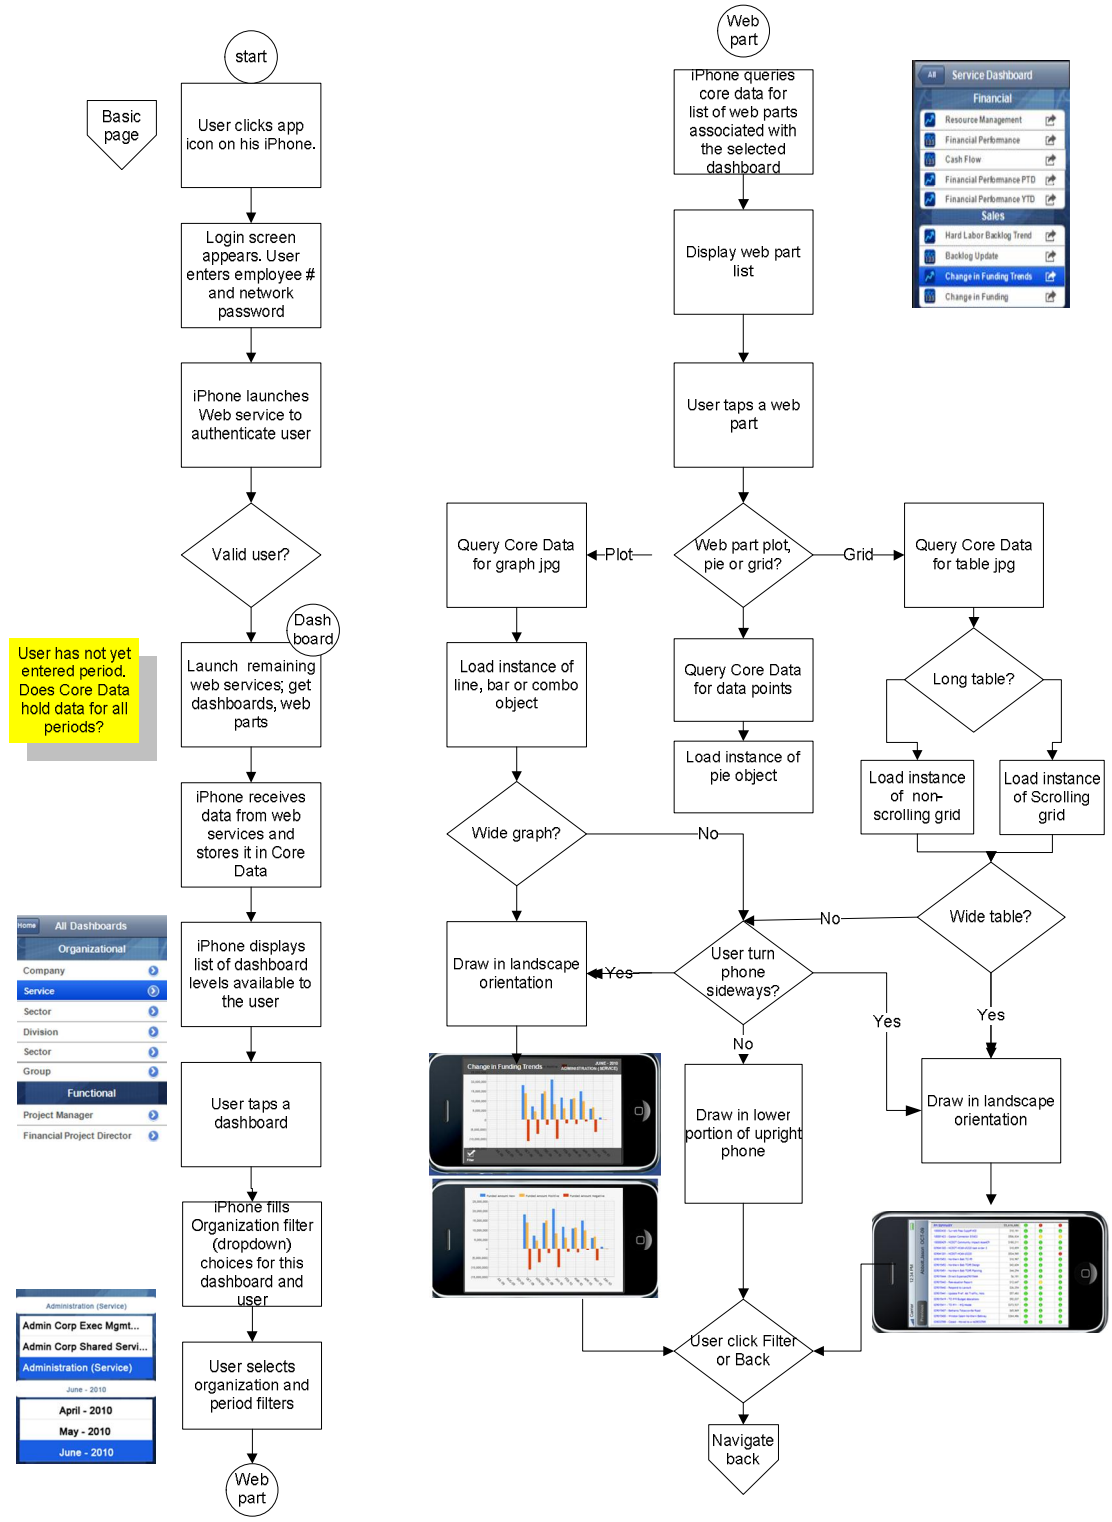 start
Basic
page
User clicks app
icon on his iPhone.
Login screen
appears. User
enters employee #
and network
password
iPhone launches
Web service to
authenticate user
Valid user?
Dash
board
User has not yet
entered period.
Does Core Data
hold data for all
periods?
Launch remaining
web services; get
dashboards, web
parts
iPhone receives
data from web
services and
stores it in Core
Data
Home
All Dashboards
Organizational
Company
Service
Sector
Division
Sector
Group
Functional
Project Manager
Financial Project Director
iPhone displays
list of dashboard
levels available to
the user
User taps a
dashboard
iPhone fills
Organization filter
(dropdown)
choices for this
dashboard and
user
Administration (Service)
Admin Corp Exec Mgmt...
Admin Corp Shared Servi...
Administration (Service)
June - 2010
April - 2010
May - 2010
June - 2010
User selects
organization and
period filters
Web
part
Web
part
iPhone queries
core data for
list of web parts
associated with
the selected
dashboard
All
Service Dashboard
Financial
Resource Management
Financial Performance
Cash Flow
Financial Performance PTD
Financial Performance YTD
Sales
Hard Labor Backlog Trend
Backlog Update
Change in Funding Trends
Change in Funding
Display web part
list
User taps a web
part
Web part plot,
pie or grid?
Plot
Grid
Query Core Data
for graph jpg
Query Core Data
for table jpg
Load instance of
line, bar or combo
object
Query Core Data
for data points
Load instance of
pie object
Long table?
Load instance
of non-
scrolling grid
Load instance
of Scrolling
grid
Wide graph?
No
Wide table?
No
Draw in landscape
orientation
Yes
User turn
phone
sideways?
Yes
Yes
No
Change in Funding Trends
JUNE - 2010
ADMINISTRATION (SERVICE)
Filter
Draw in lower
portion of upright
phone
Draw in landscape
orientation
User click Filter
or Back
Navigate
back